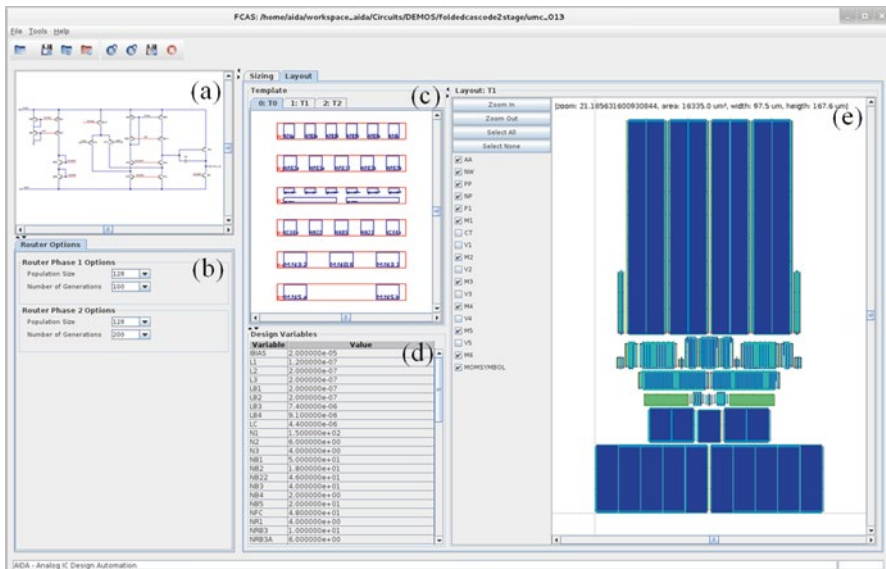 FCAS: /home/aida/workspace_aida/Circuits/DEMOS/foldedcascode2stage/umc_013
File Tools Help
(a)
Router Options
(b)
Router Phase 1 Options
Population Size 128
Number of Generations 100
Router Phase 2 Options
Population Size 128
Number of Generations 200
Sizing Layout
Template
0: T0 1: T1 2: T2
(c)
Design Variables
(d)
Variable Value
IBIAS 2.000000e-05
L1 1.200000e-07
L2 2.000000e-07
L3 2.000000e-07
LB1 2.000000e-07
LB2 2.000000e-07
LB3 7.400000e-06
LB4 9.100000e-06
LC 4.400000e-06
N1 1.500000e+02
N2 6.000000e+00
N3 4.000000e+01
NB1 5.000000e+01
NB2 1.800000e+01
NB22 4.600000e+01
NB3 4.000000e+01
NB4 2.000000e+00
NB5 2.000000e+01
NFC 4.800000e+01
NR1 4.000000e+00
NRB3 1.000000e+01
NRB3A 6.000000e+00
Layout: T1
Zoom In
Zoom Out
Select All
Select None
AA
NW
PP
NP
P1
M1
CT
V1
M2
V2
M3
V3
M4
V4
M5
V5
M6
MOMSYMBOL
[zoom: 21.185631600930844, area: 16335.0 um², width: 97.5 um, heigth: 167.6 um]
(e)
AIDA - Analog IC Design Automation